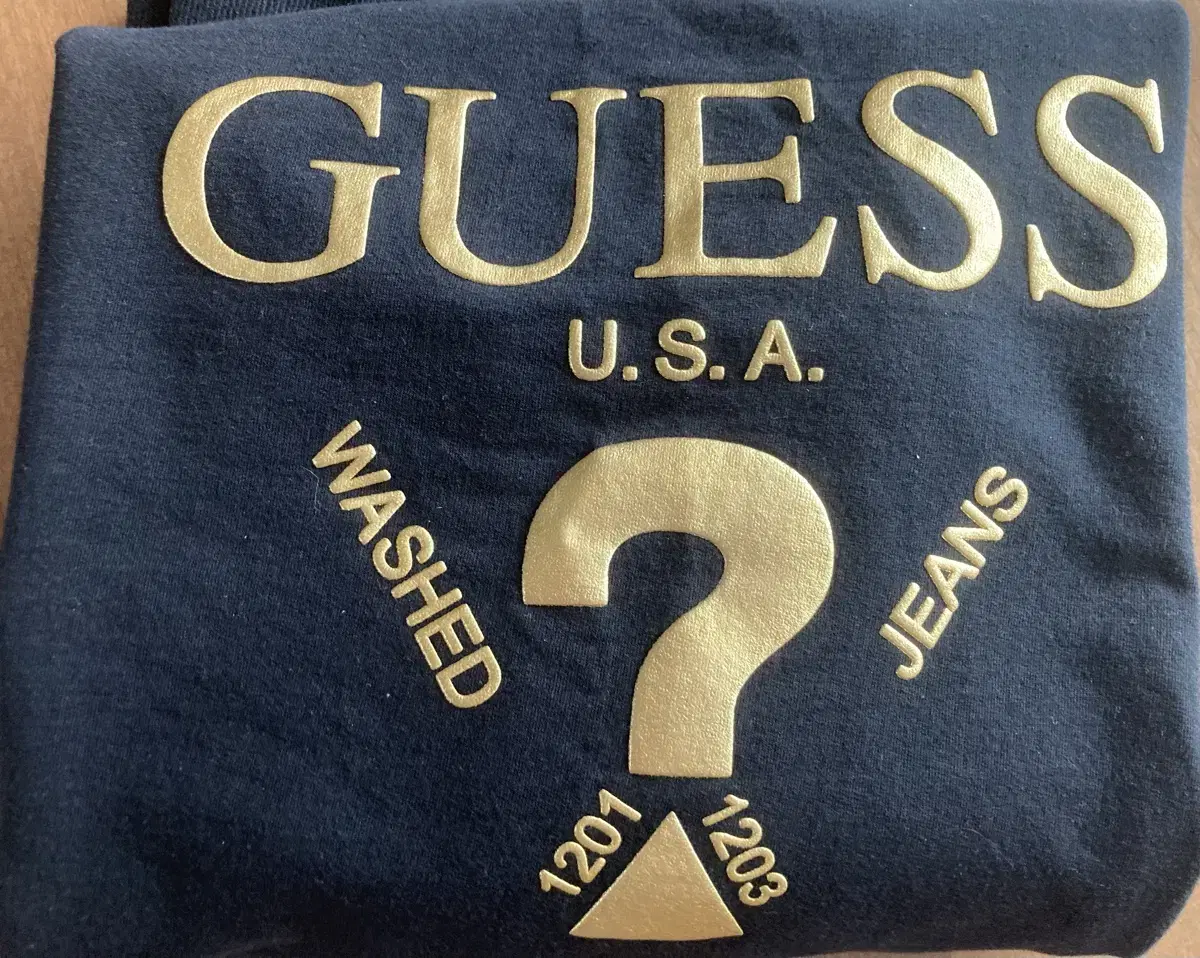 GUESS
U.S.A.
WASHED
?
JEANS
1201
1203